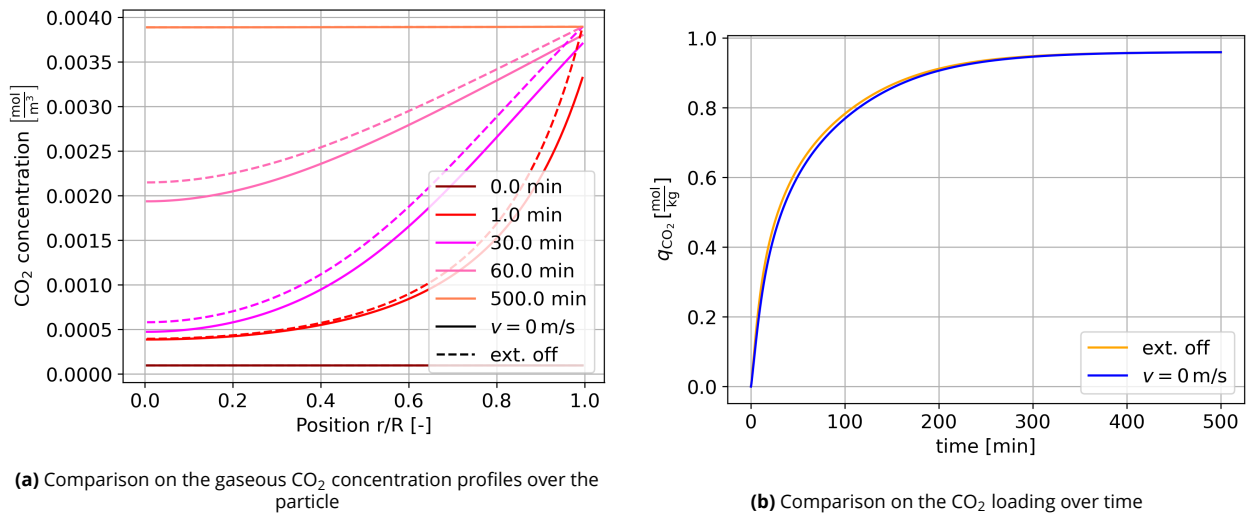 0.0040
0.0035
0.0030
0.0025
0.0020
0.0015
0.0010
0.0005
0.0000
CO₂ concentration [mol/m³]
0.0 min
1.0 min
30.0 min
60.0 min
500.0 min
v = 0 m/s
ext. off
0.0 0.2 0.4 0.6 0.8 1.0
Position r/R [-]
(a) Comparison on the gaseous CO₂ concentration profiles over the
particle
1.0
0.8
0.6
0.4
0.2
0.0
q_CO₂ [mol/kg]
ext. off
v = 0 m/s
0 100 200 300 400 500
time [min]
(b) Comparison on the CO₂ loading over time